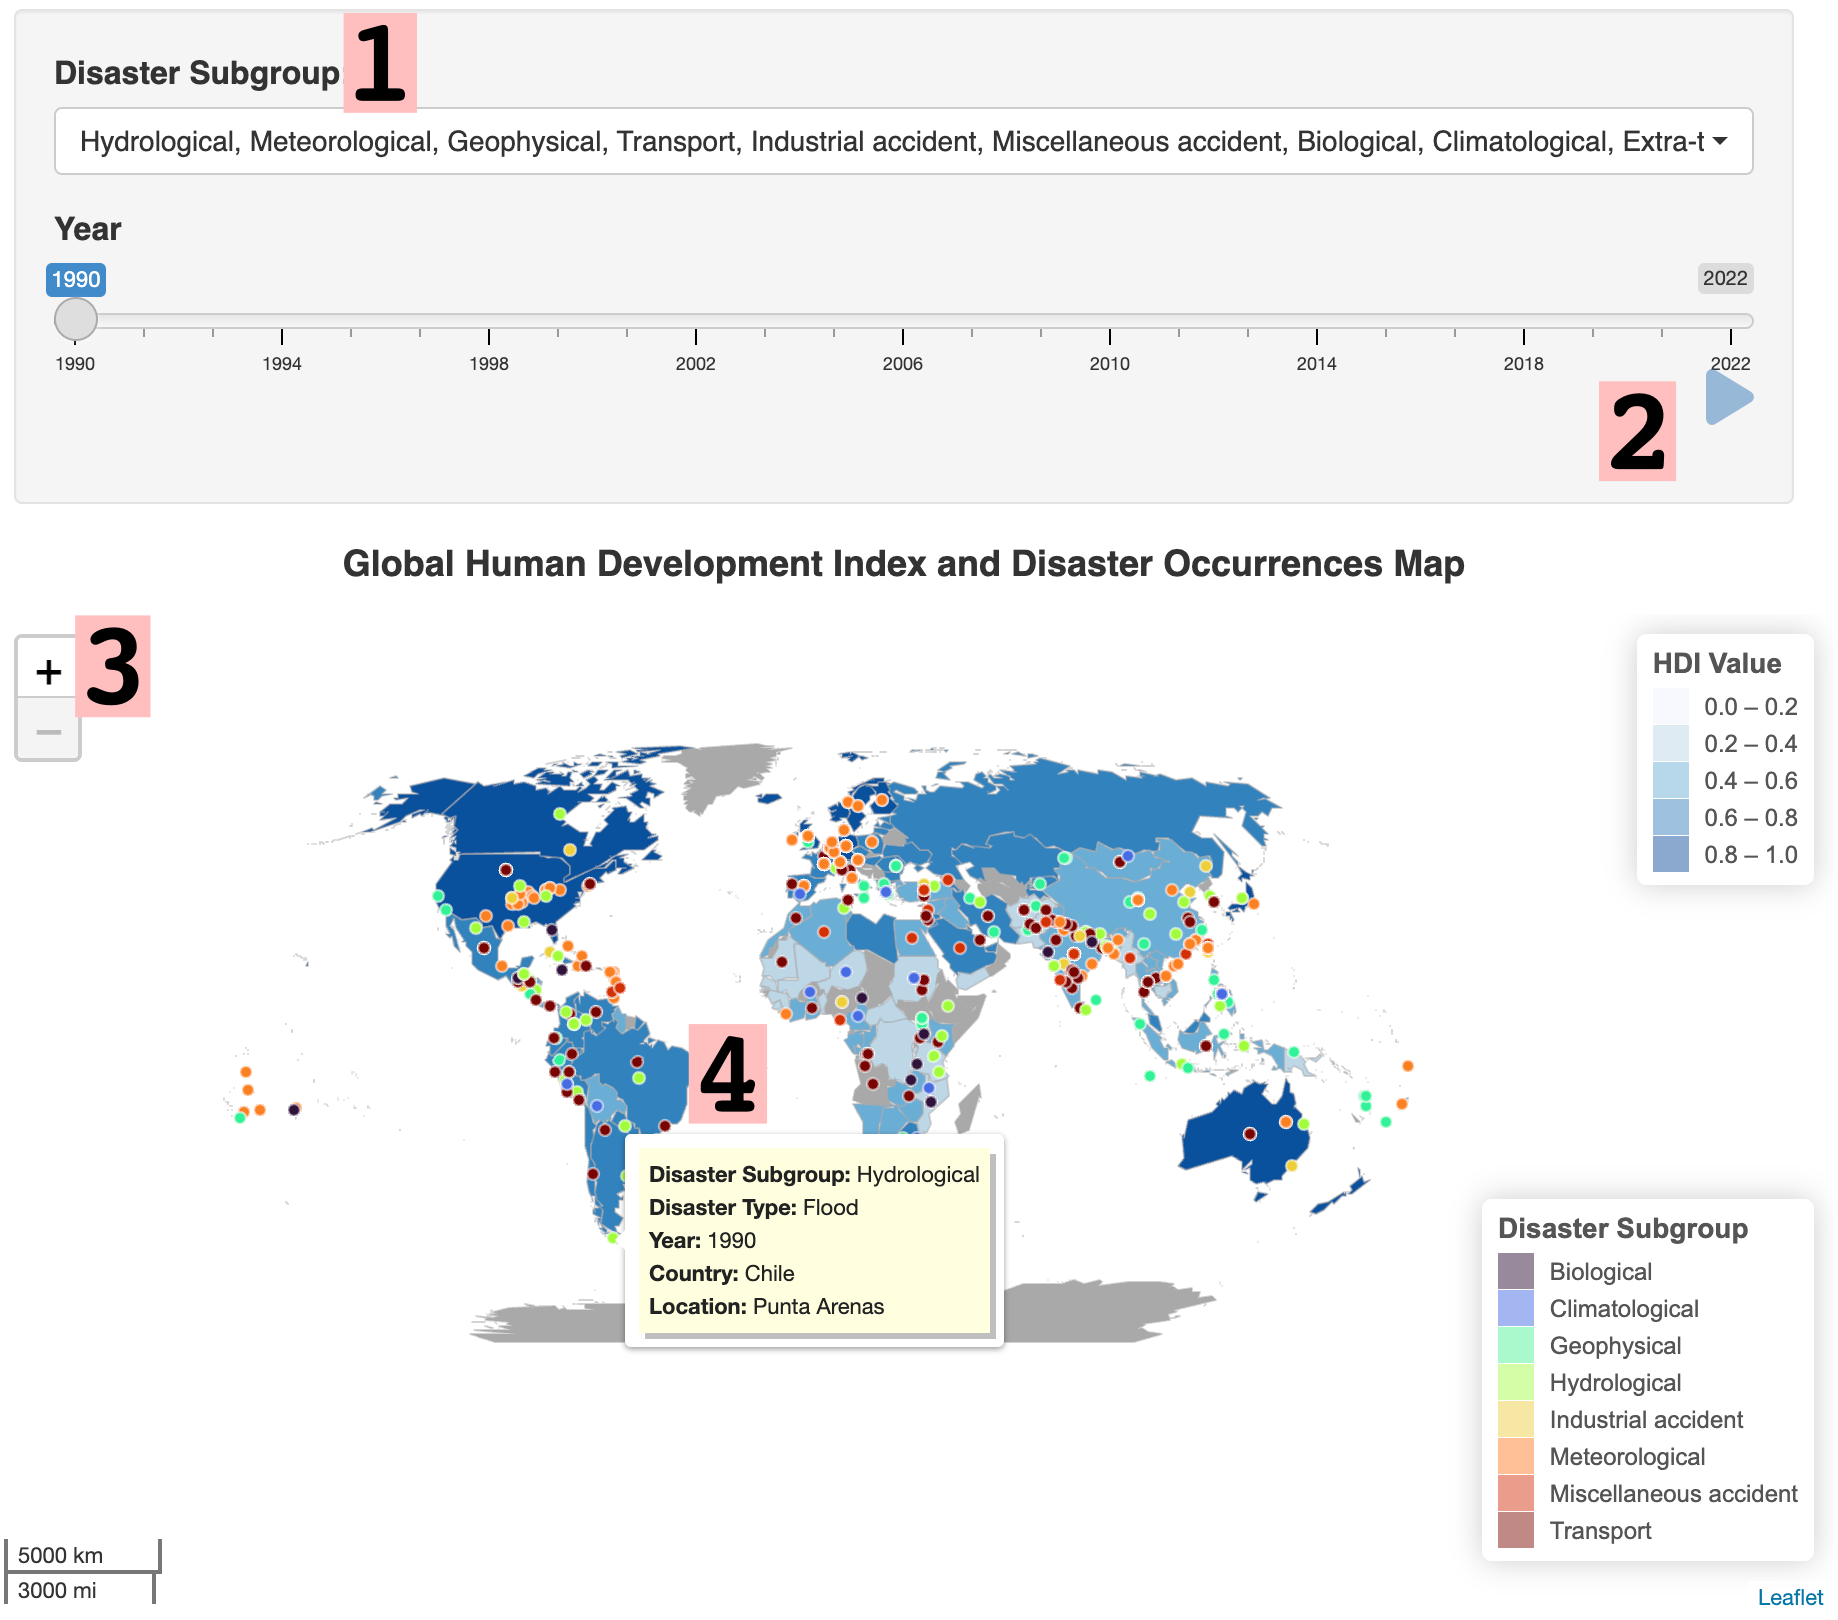 Disaster Subgroup
1
Hydrological, Meteorological, Geophysical, Transport, Industrial accident, Miscellaneous accident, Biological, Climatological, Extra-t
Year
1990
2022
1990 1994 1998 2002 2006 2010 2014 2018 2022
2
Global Human Development Index and Disaster Occurrences Map
+
3
−
HDI Value
0.0 – 0.2
0.2 – 0.4
0.4 – 0.6
0.6 – 0.8
0.8 – 1.0
4
Disaster Subgroup: Hydrological
Disaster Type: Flood
Year: 1990
Country: Chile
Location: Punta Arenas
Disaster Subgroup
Biological
Climatological
Geophysical
Hydrological
Industrial accident
Meteorological
Miscellaneous accident
Transport
5000 km
3000 mi
Leaflet